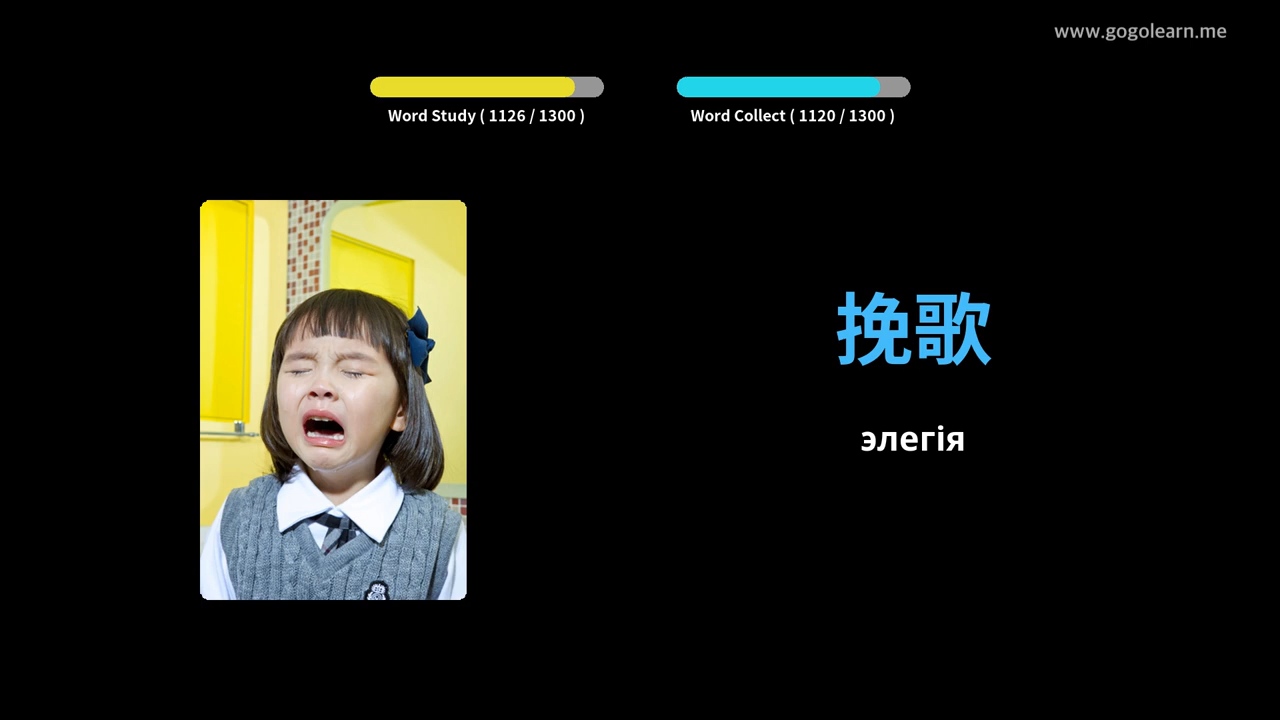 www.gogolearn.me
Word Study ( 1126 / 1300 )
Word Collect ( 1120 / 1300 )
挽歌
элегія